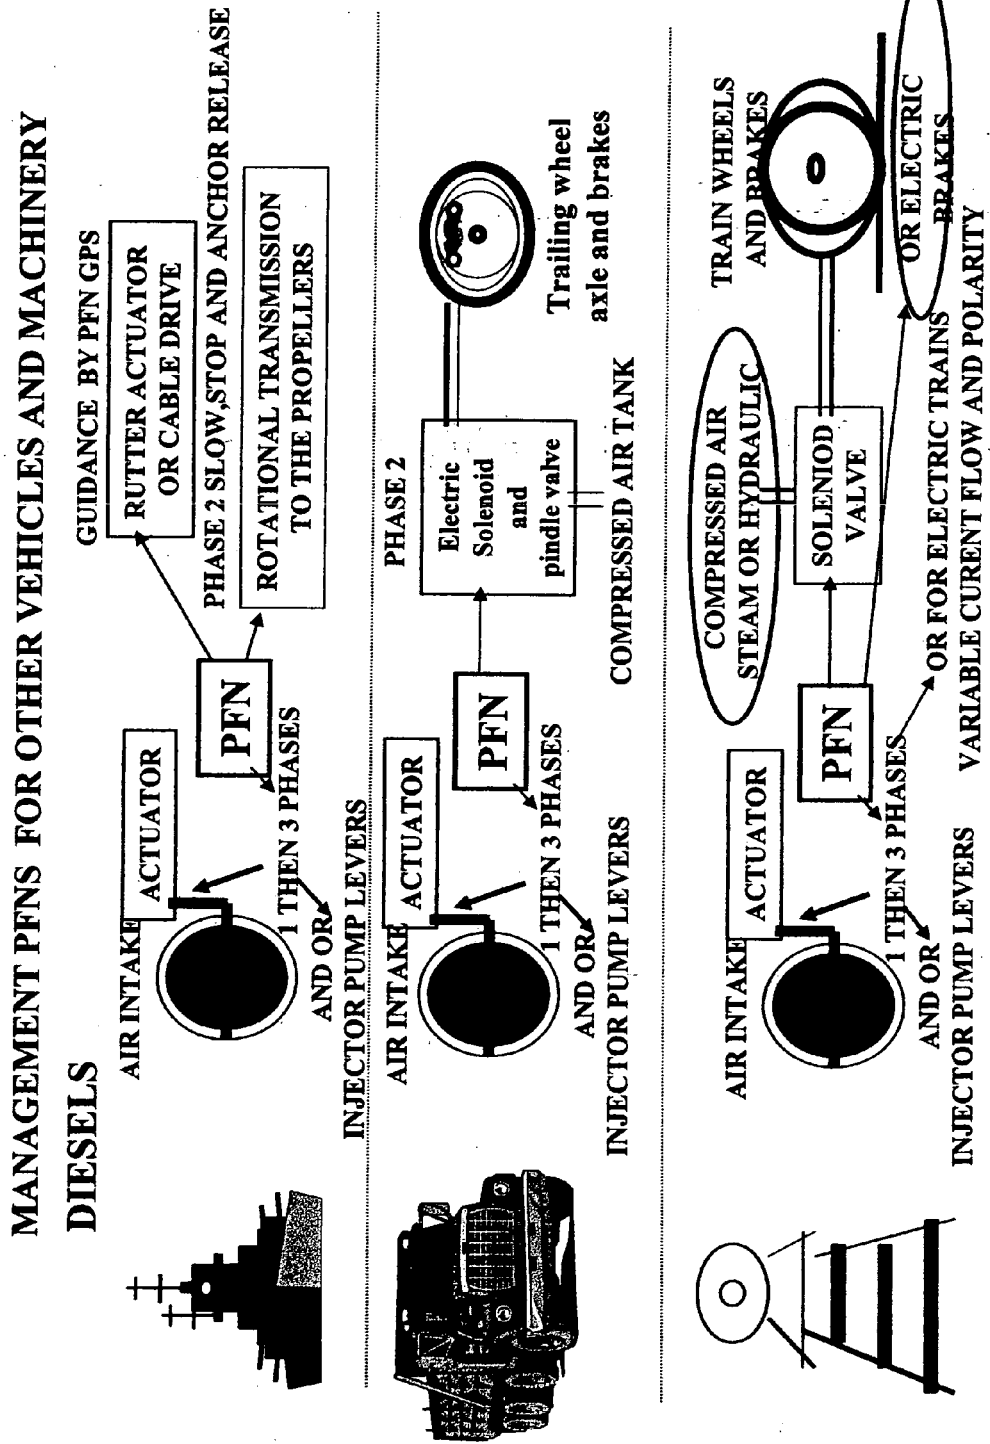 MANAGEMENT PFNS FOR OTHER VEHICLES AND MACHINERY
DIESELS
GUIDANCE BY PFN GPS
RUTTER ACTUATOR
OR CABLE DRIVE
PHASE 2 SLOW,STOP AND ANCHOR RELEASE
ROTATIONAL TRANSMISSION
TO THE PROPELLERS
ACTUATOR
AIR INTAKE
PFN
1 THEN 3 PHASES
AND OR
INJECTOR PUMP LEVERS
PHASE 2
Electric
Solenoid
and
pindle valve
Trailing wheel
axle and brakes
COMPRESSED AIR TANK
ACTUATOR
AIR INTAKE
PFN
1 THEN 3 PHASES
AND OR
INJECTOR PUMP LEVERS
TRAIN WHEELS
AND BRAKES
COMPRESSED AIR
STEAM OR HYDRAULIC
SOLENIOD
VALVE
OR ELECTRIC
BRAKES
ACTUATOR
AIR INTAKE
PFN
1 THEN 3 PHASES
OR FOR ELECTRIC TRAINS
VARIABLE CURENT FLOW AND POLARITY
AND OR
INJECTOR PUMP LEVERS